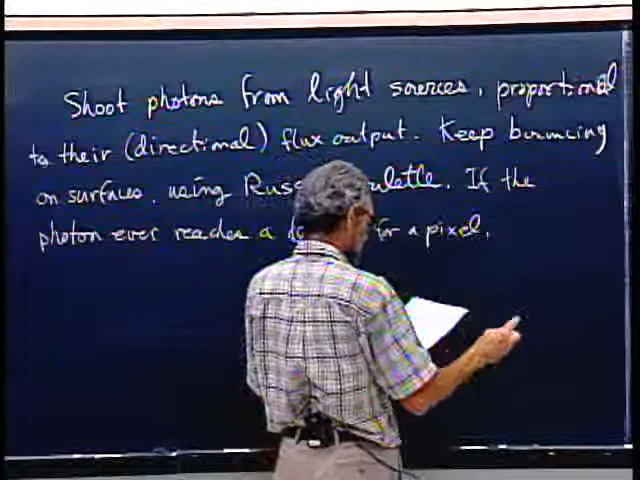 Shoot photons from light sources, proportional
to their (directional) flux output. Keep bouncing
on surfaces, using Russ ulette. If the
photon ever reaches a do for a pixel,